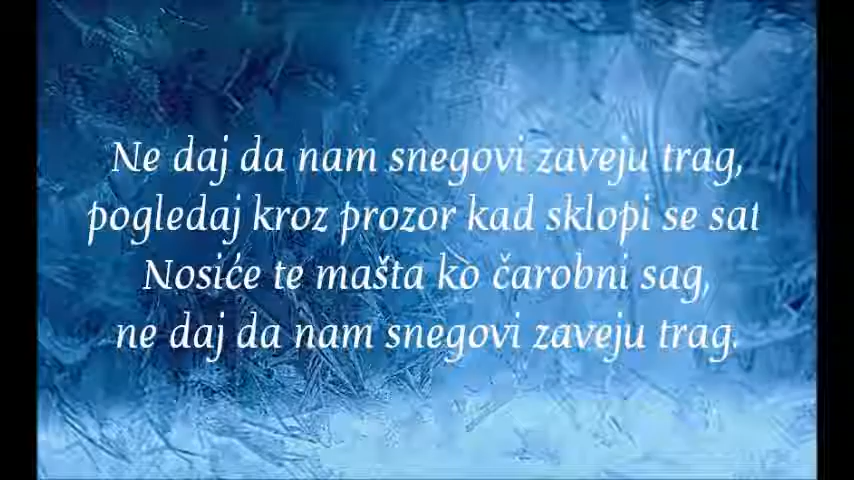 Ne daj da nam snegovi zaveju trag,
pogledaj kroz prozor kad sklopi se sat
Nosiće te mašta ko čarobni sag,
ne daj da nam snegovi zaveju trag.